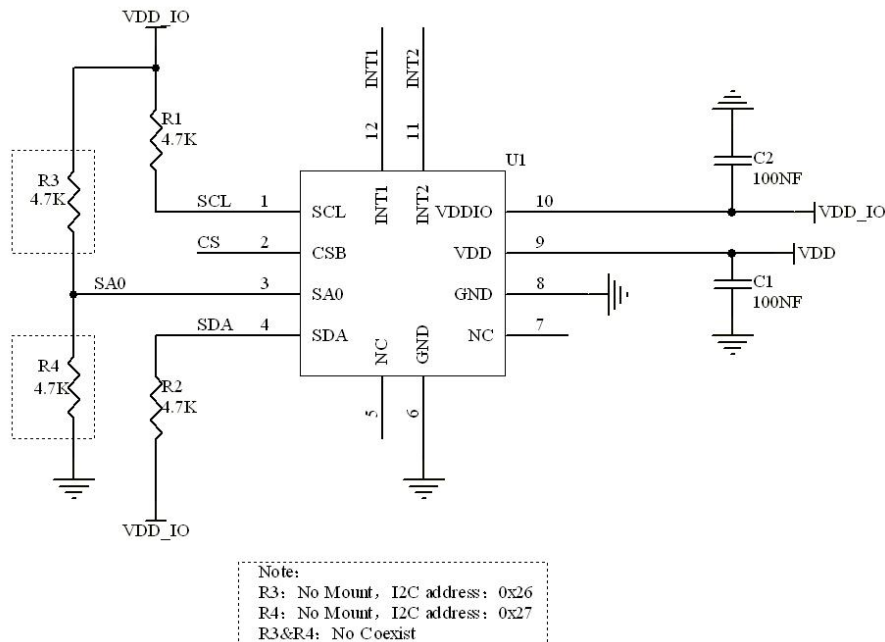 VDD_IO
INT1
INT2
12
11
R1
4.7K
C2
100NF
U1
R3
4.7K
SCL 1
SCL
INT1
INT2
VDDIO
10
VDD_IO
CS 2
CSB
VDD
9
VDD
SA0 3
SA0
GND
8
C1
100NF
SDA 4
SDA
NC
GND
NC
7
R4
4.7K
R2
4.7K
5
6
VDD_IO
Note:
R3: No Mount, I2C address: 0x26
R4: No Mount, I2C address: 0x27
R3&R4: No Coexist